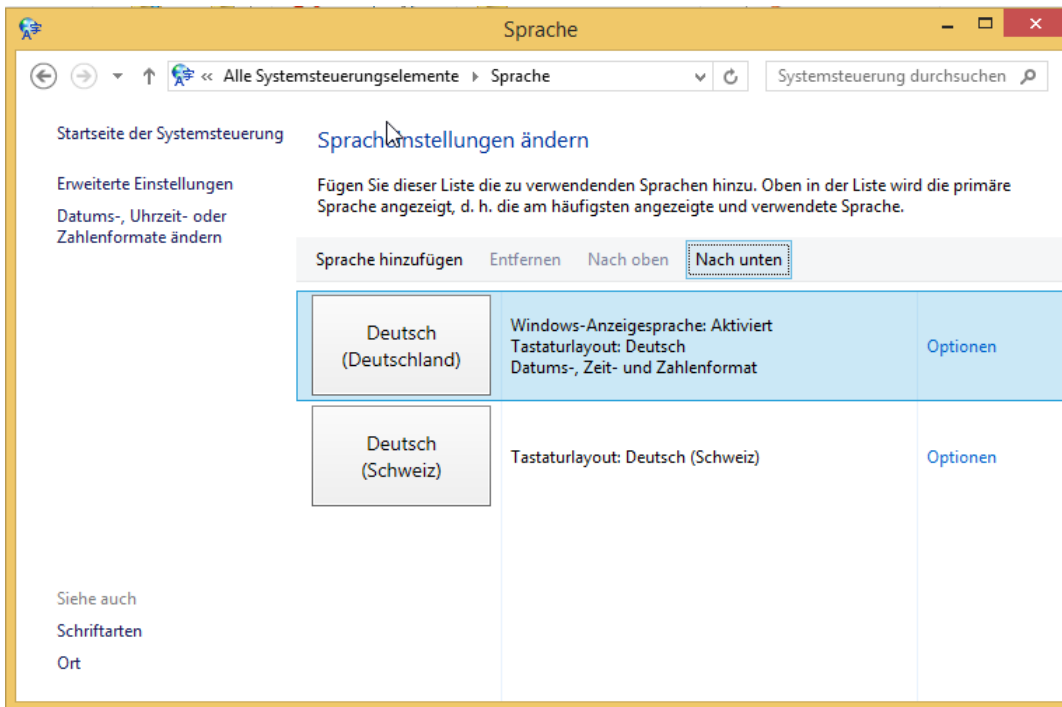 Sprache
« Alle Systemsteuerungselemente Sprache
Systemsteuerung durchsuchen
Startseite der Systemsteuerung
Erweiterte Einstellungen
Datums-, Uhrzeit- oder
Zahlenformate ändern
Spracheinstellungen ändern
Fügen Sie dieser Liste die zu verwendenden Sprachen hinzu. Oben in der Liste wird die primäre
Sprache angezeigt, d. h. die am häufigsten angezeigte und verwendete Sprache.
Sprache hinzufügen Entfernen Nach oben Nach unten
Deutsch
(Deutschland)
Windows-Anzeigesprache: Aktiviert
Tastaturlayout: Deutsch
Datums-, Zeit- und Zahlenformat
Optionen
Deutsch
(Schweiz)
Tastaturlayout: Deutsch (Schweiz)
Optionen
Siehe auch
Schriftarten
Ort